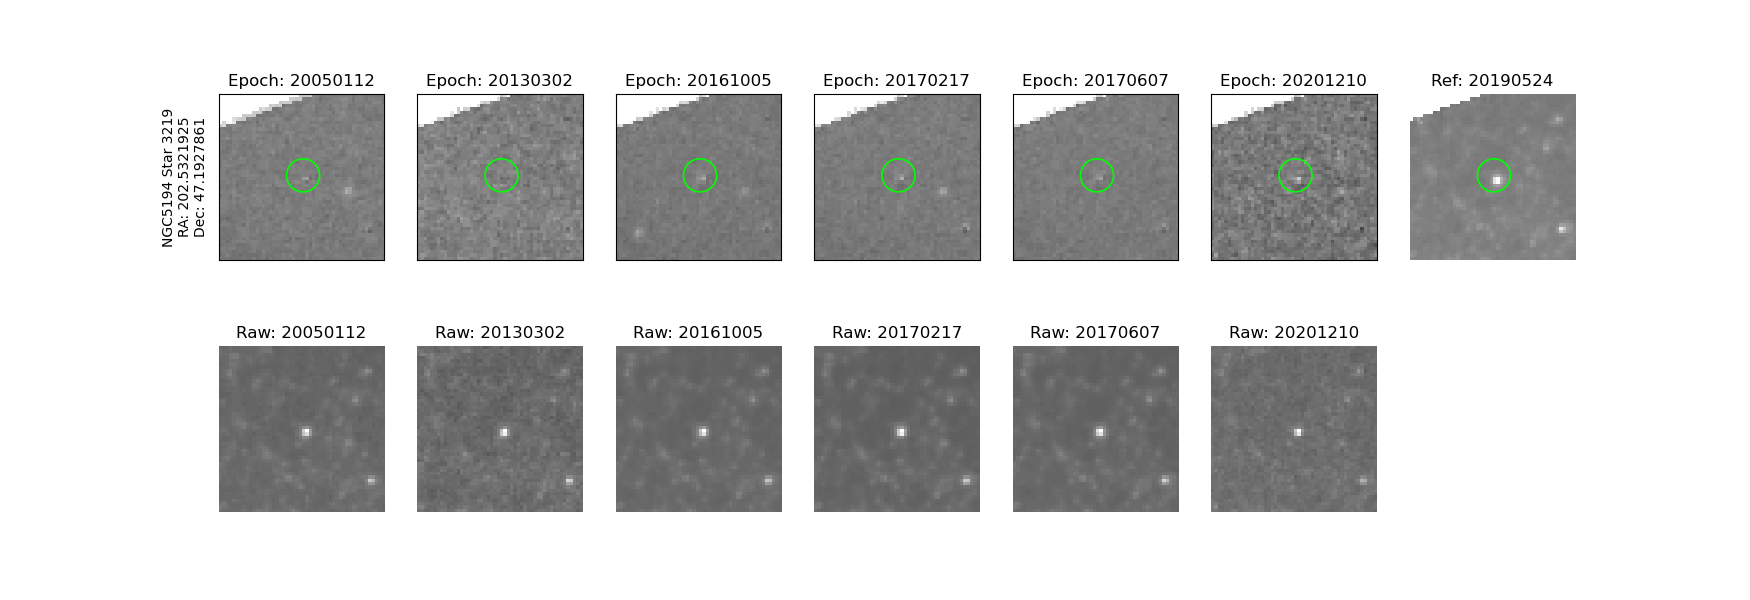 Epoch: 20050112
Epoch: 20130302
Epoch: 20161005
Epoch: 20170217
Epoch: 20170607
Epoch: 20201210
Ref: 20190524
NGC5194 Star 3219
RA: 202.5321925
Dec: 47.1927861
Raw: 20050112
Raw: 20130302
Raw: 20161005
Raw: 20170217
Raw: 20170607
Raw: 20201210